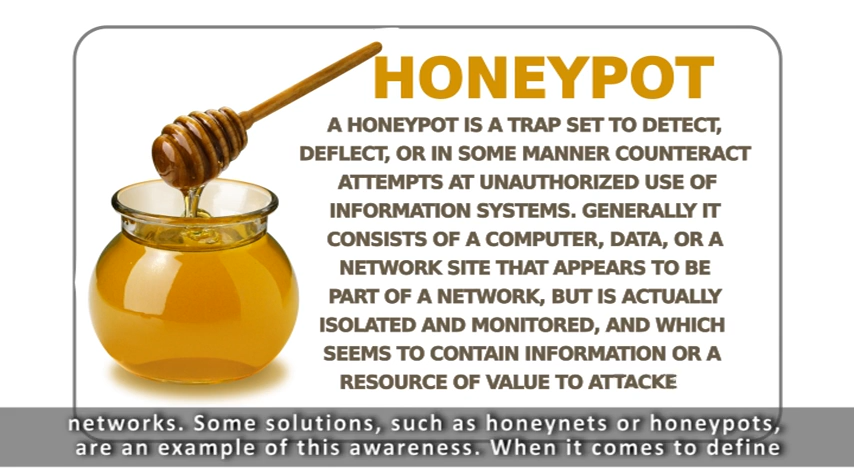 HONEYPOT
A HONEYPOT IS A TRAP SET TO DETECT,
DEFLECT, OR IN SOME MANNER COUNTERACT
ATTEMPTS AT UNAUTHORIZED USE OF
INFORMATION SYSTEMS. GENERALLY IT
CONSISTS OF A COMPUTER, DATA, OR A
NETWORK SITE THAT APPEARS TO BE
PART OF A NETWORK, BUT IS ACTUALLY
ISOLATED AND MONITORED, AND WHICH
SEEMS TO CONTAIN INFORMATION OR A
RESOURCE OF VALUE TO ATTACKE
networks. Some solutions, such as honeynets or honeypots,
are an example of this awareness. When it comes to define